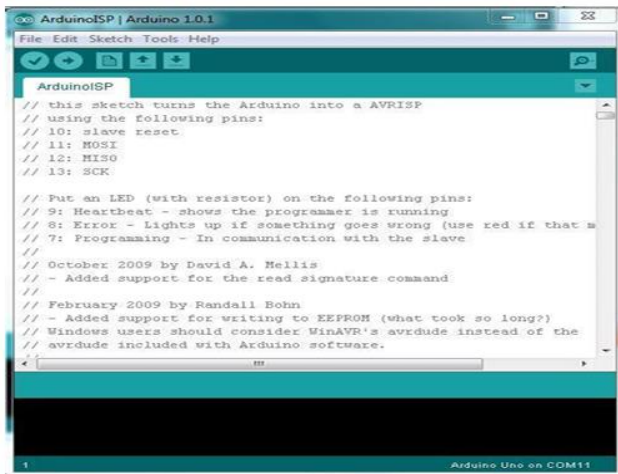 ArduinoISP | Arduino 1.0.1
File Edit Sketch Tools Help
ArduinoISP
// this sketch turns the Arduino into a AVRISP
// using the following pins:
// 10: slave reset
// 11: MOSI
// 12: MISO
// 13: SCK
// Put an LED (with resistor) on the following pins:
// 9: Heartbeat - shows the programmer is running
// 8: Error - Lights up if something goes wrong (use red if that m
// 7: Programming - In communication with the slave
//
// October 2009 by David A. Mellis
// - Added support for the read signature command
//
// February 2009 by Randall Bohn
// - Added support for writing to EEPROM (what took so long?)
// Windows users should consider WinAVR's avrdude instead of the
// avrdude included with Arduino software.
//
1
Arduino Uno on COM11